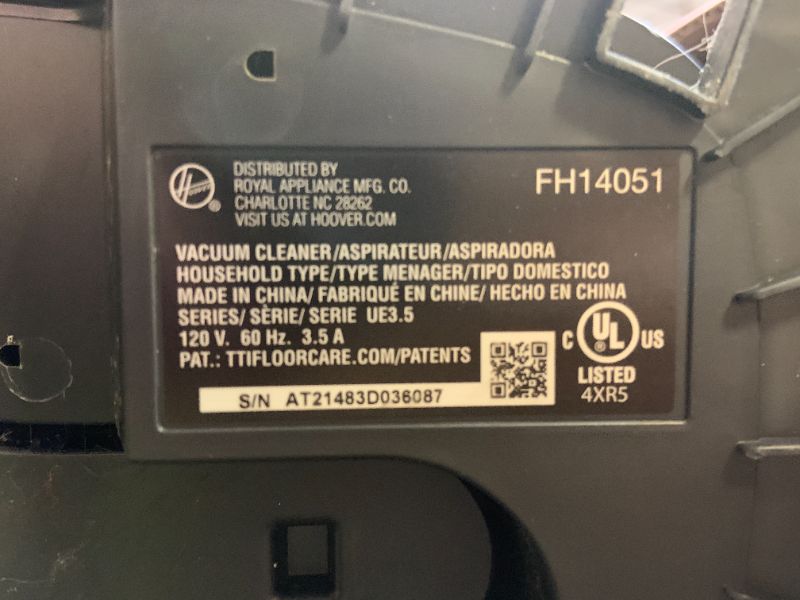 HOOVER ®
DISTRIBUTED BY
ROYAL APPLIANCE MFG. CO.
CHARLOTTE NC 28262
VISIT US AT HOOVER.COM
FH14051
VACUUM CLEANER/ASPIRATEUR/ASPIRADORA
HOUSEHOLD TYPE/TYPE MENAGER/TIPO DOMESTICO
MADE IN CHINA/ FABRIQUÉ EN CHINE/ HECHO EN CHINA
SERIES/ SÈRIE/ SERIE UE3.5
120 V. 60 Hz. 3.5 A
PAT.: TTIFLOORCARE.COM/PATENTS
S/N AT21483D036087
C UL ® US
LISTED
4XR5